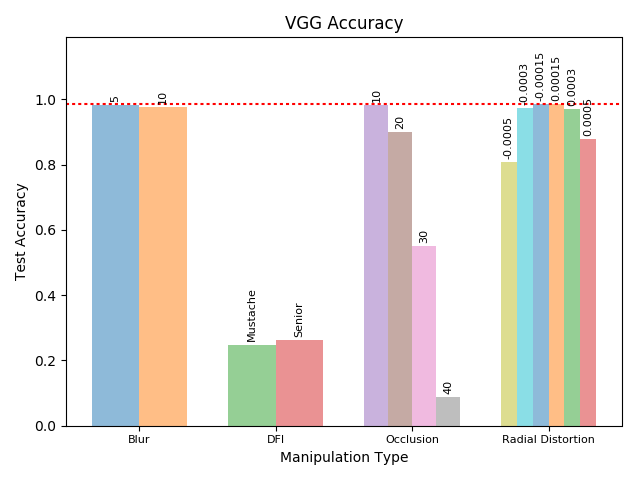 VGG Accuracy
Test Accuracy
1.0
0.8
0.6
0.4
0.2
0.0
5
10
Mustache
Senior
10
20
30
40
-0.0005
-0.0003
-0.00015
0.00015
0.0003
0.0005
Blur
DFI
Occlusion
Radial Distortion
Manipulation Type